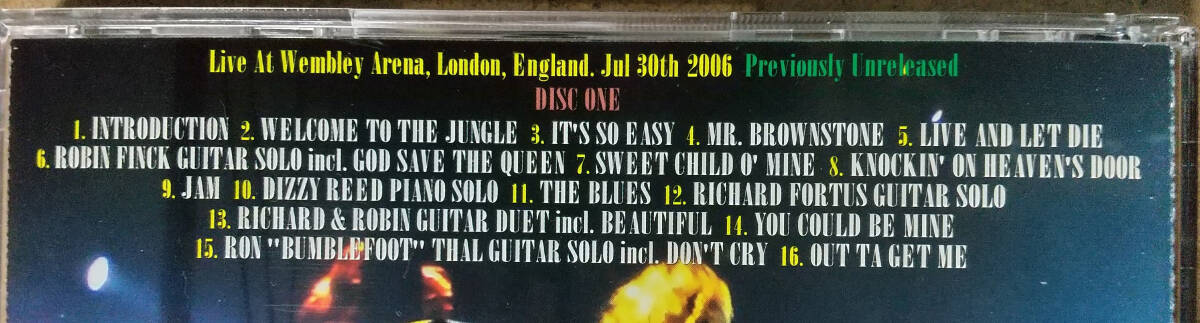 Live At Wembley Arena, London, England. Jul 30th 2006 Previously Unreleased
DISC ONE
1. INTRODUCTION 2. WELCOME TO THE JUNGLE 3. IT'S SO EASY 4. MR. BROWNSTONE 5. LIVE AND LET DIE
6. ROBIN FINCK GUITAR SOLO incl. GOD SAVE THE QUEEN 7. SWEET CHILD O' MINE 8. KNOCKIN' ON HEAVEN'S DOOR
9. JAM 10. DIZZY REED PIANO SOLO 11. THE BLUES 12. RICHARD FORTUS GUITAR SOLO
13. RICHARD & ROBIN GUITAR DUET incl. BEAUTIFUL 14. YOU COULD BE MINE
15. RON "BUMBLEFOOT" THAL GUITAR SOLO incl. DON'T CRY 16. OUT TA GET ME